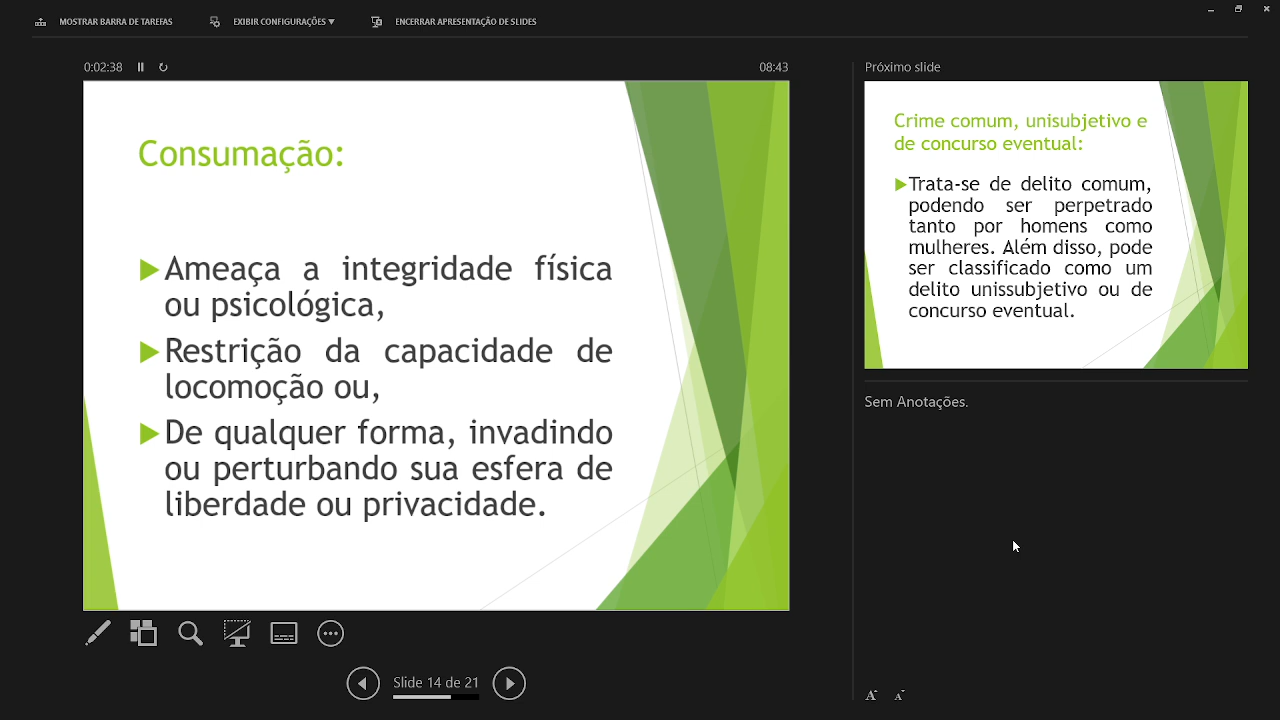 MOSTRAR BARRA DE TAREFAS
EXIBIR CONFIGURAÇÕES ▼
ENCERRAR APRESENTAÇÃO DE SLIDES
0:02:38
08:43
Consumação:
Ameaça a integridade física
ou psicológica,
Restrição da capacidade de
locomoção ou,
De qualquer forma, invadindo
ou perturbando sua esfera de
liberdade ou privacidade.
Slide 14 de 21
Próximo slide
Crime comum, unisubjetivo e
de concurso eventual:
Trata-se de delito comum,
podendo ser perpetrado
tanto por homens como
mulheres. Além disso, pode
ser classificado como um
delito unissubjetivo ou de
concurso eventual.
Sem Anotações.
A A